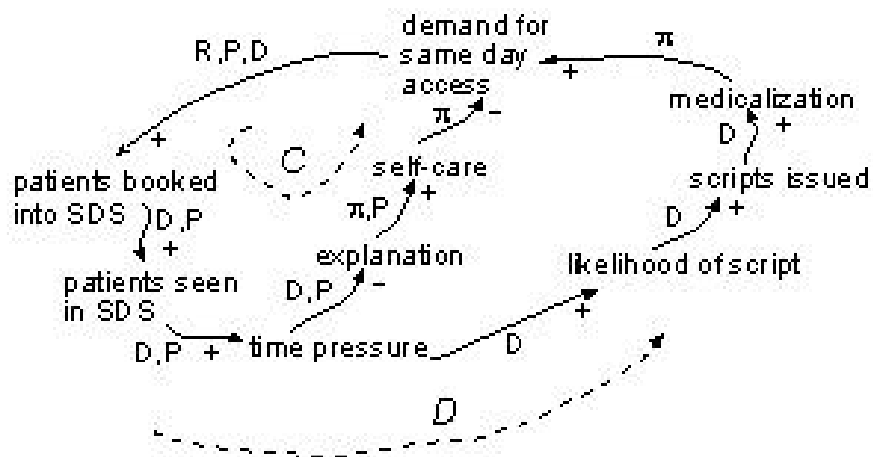 demand for
same day
access
R,P,D
π
+
medicalization
+
D
π
–
+
C
self-care
+
scripts issued
+
patients booked
into SDS
D,P
+
π,P
D
explanation
–
likelihood of script
+
patients seen
in SDS
D,P
D,P +
time pressure
D
D